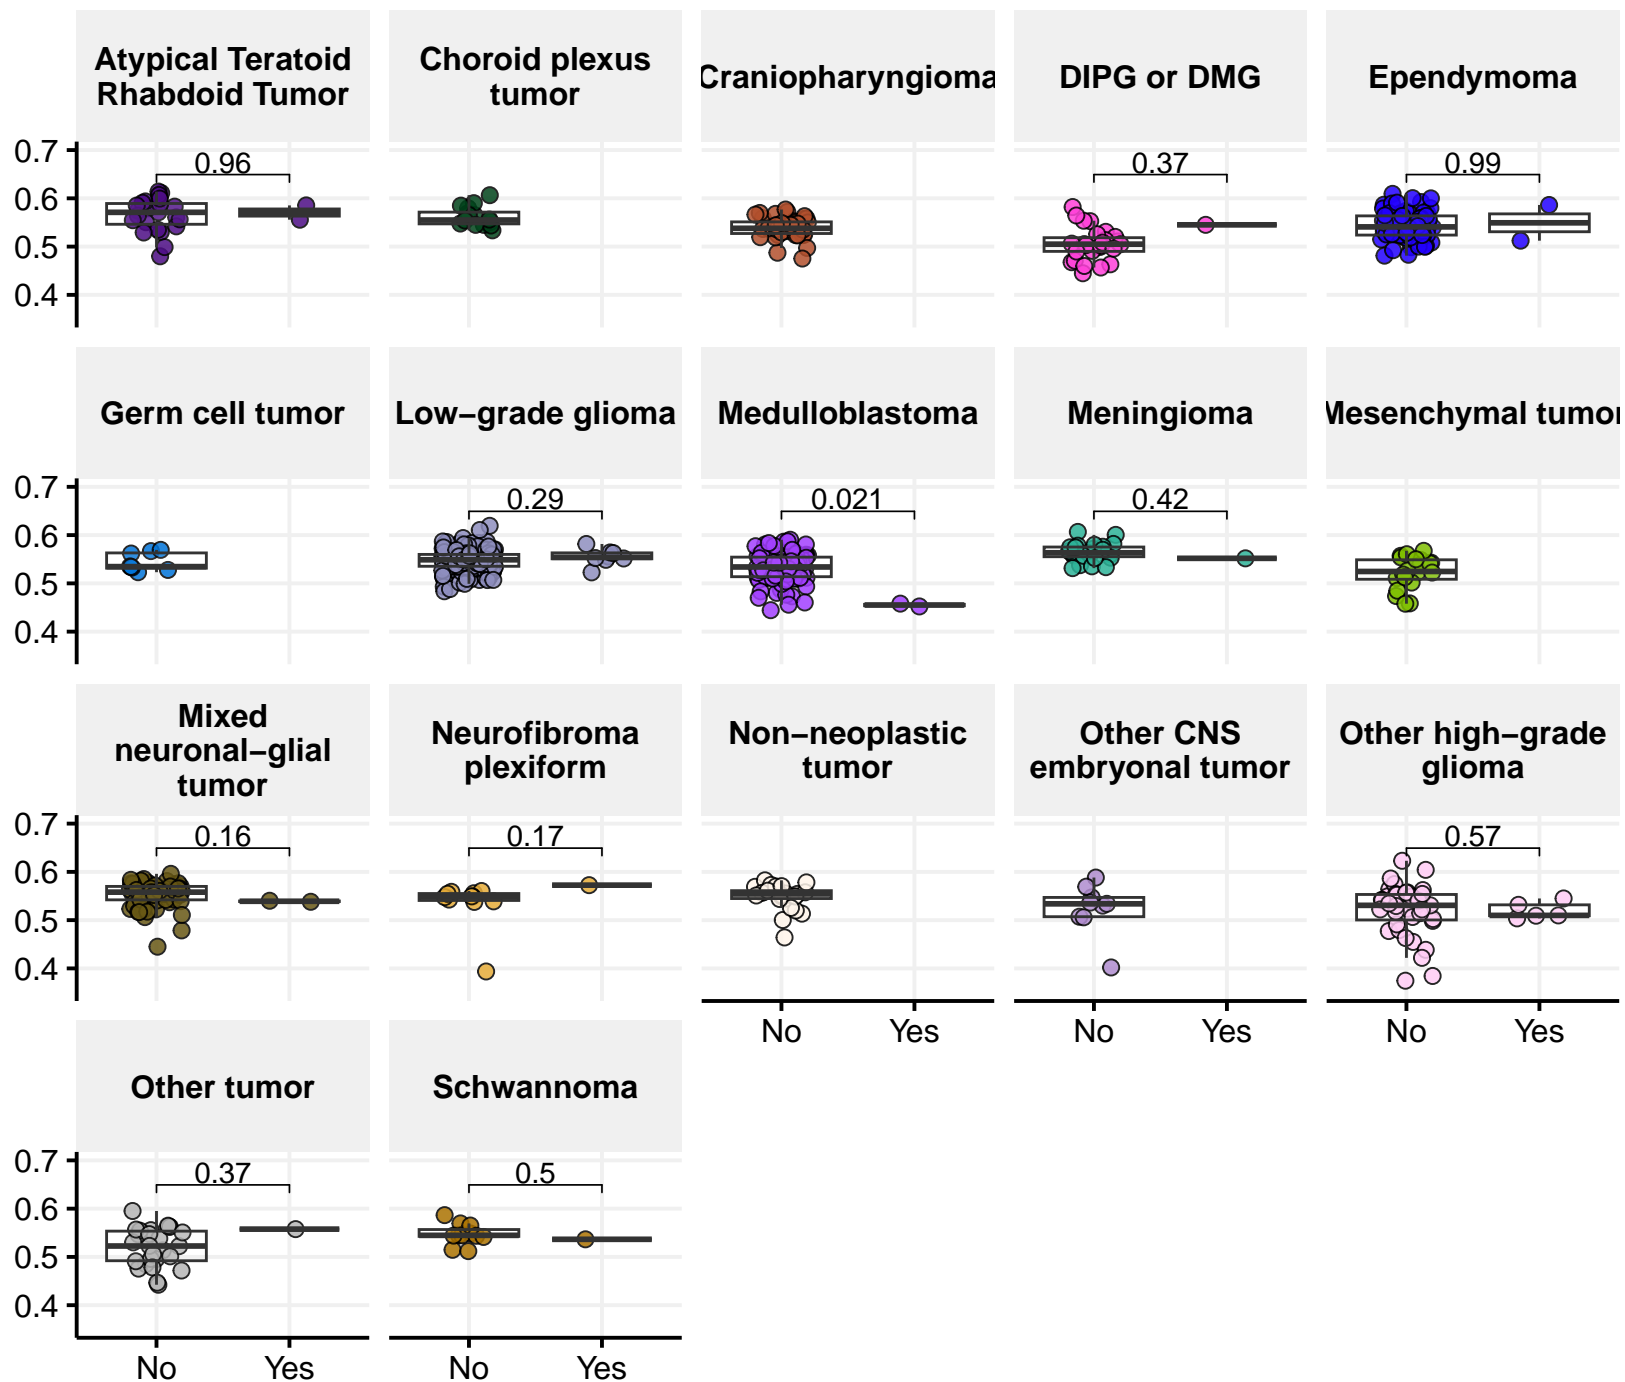 Atypical Teratoid
Rhabdoid Tumor
Choroid plexus
tumor
Craniopharyngioma
DIPG or DMG
Ependymoma
0.7
0.6
0.5
0.4
0.96
0.37
0.99
Germ cell tumor
Low−grade glioma
Medulloblastoma
Meningioma
Mesenchymal tumor
0.7
0.6
0.5
0.4
0.29
0.021
0.42
Mixed
neuronal−glial
tumor
Neurofibroma
plexiform
Non−neoplastic
tumor
Other CNS
embryonal tumor
Other high−grade
glioma
0.7
0.6
0.5
0.4
0.16
0.17
0.57
No Yes
No Yes
No Yes
Other tumor
Schwannoma
0.7
0.6
0.5
0.4
0.37
0.5
No Yes
No Yes